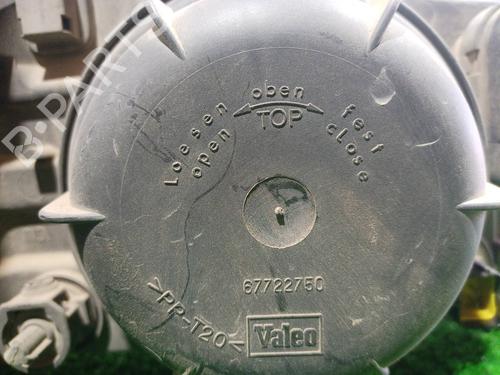 oben
Loesen fest
TOP
open close
67722750
>PP-T20<
Valeo
B-PARTS